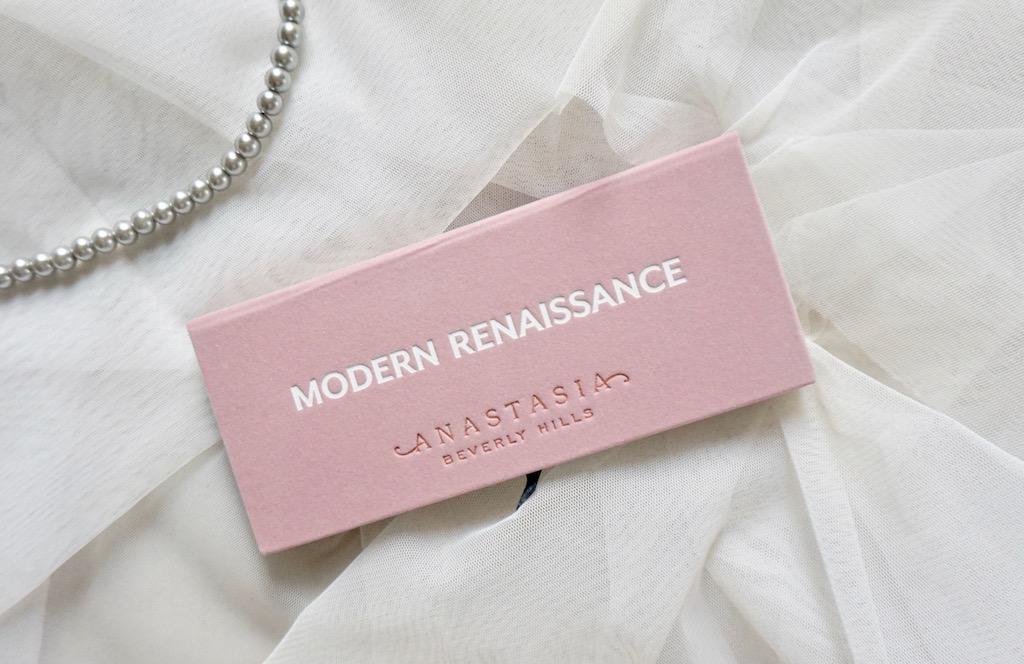 MODERN RENAISSANCE
ANASTASIA
BEVERLY HILLS